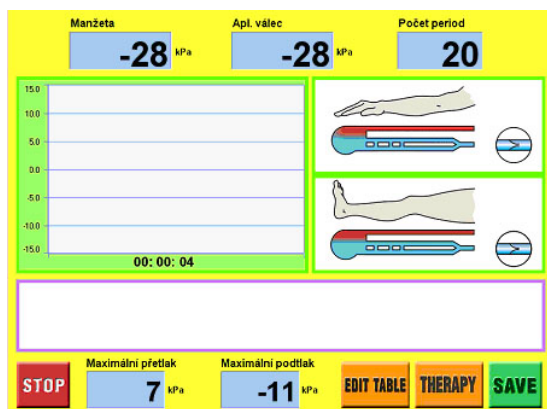 Manžeta
Apl. válec
Počet period
-28 kPa
-28 kPa
20
15.0
10.0
5.0
0.0
-5.0
-10.0
-15.0
00: 00: 04
STOP
Maximální přetlak
7 kPa
Maximální podtlak
-11 kPa
EDIT TABLE
THERAPY
SAVE